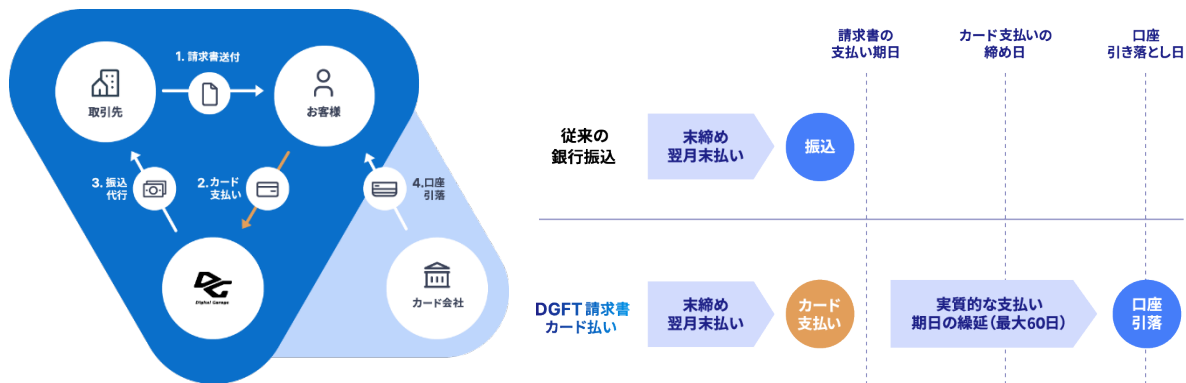 1. 請求書送付
取引先
お客様
3. 振込
代行
2. カード
支払い
4. 口座
引落
DG
Digital Garage
カード会社
請求書の
支払い期日
カード支払いの
締め日
口座
引き落とし日
従来の
銀行振込
末締め
翌月末払い
振込
DGFT 請求書
カード払い
末締め
翌月末払い
カード
支払い
実質的な支払い
期日の繰延(最大60日)
口座
引落